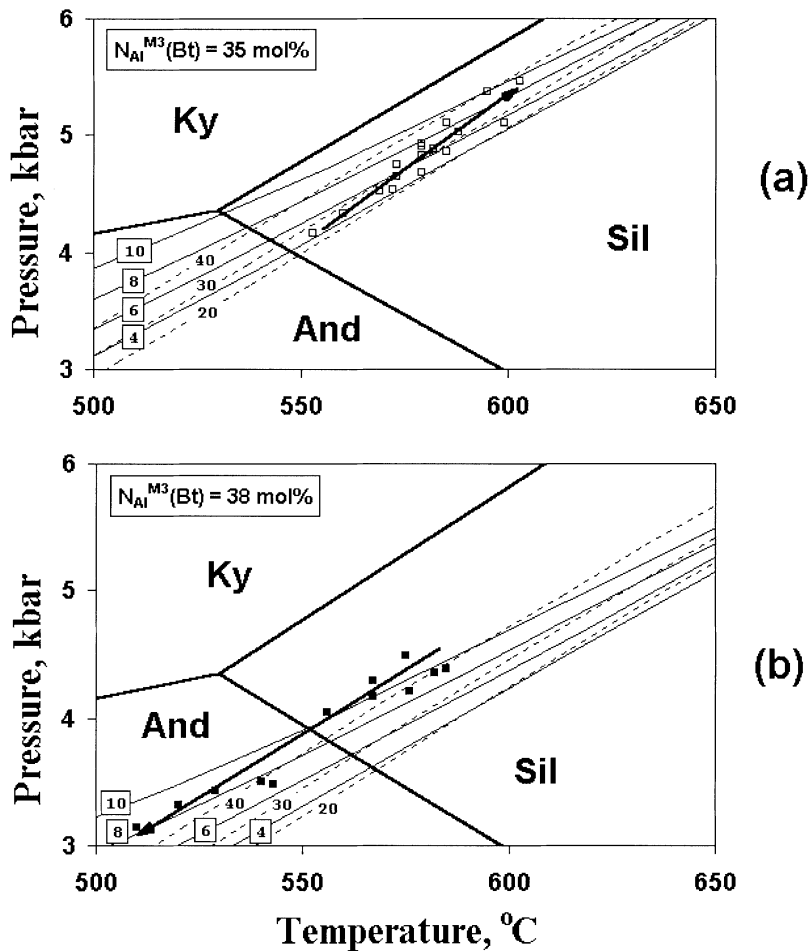 6
N_Al^M3(Bt) = 35 mol%
Ky
5
Pressure, kbar
(a)
10
4
40
8
Sil
30
6
And
20
4
3
500
550
600
650
6
N_Al^M3(Bt) = 38 mol%
Ky
5
Pressure, kbar
(b)
4
And
Sil
10
40
30
20
8
6
4
3
500
550
600
650
Temperature, °C